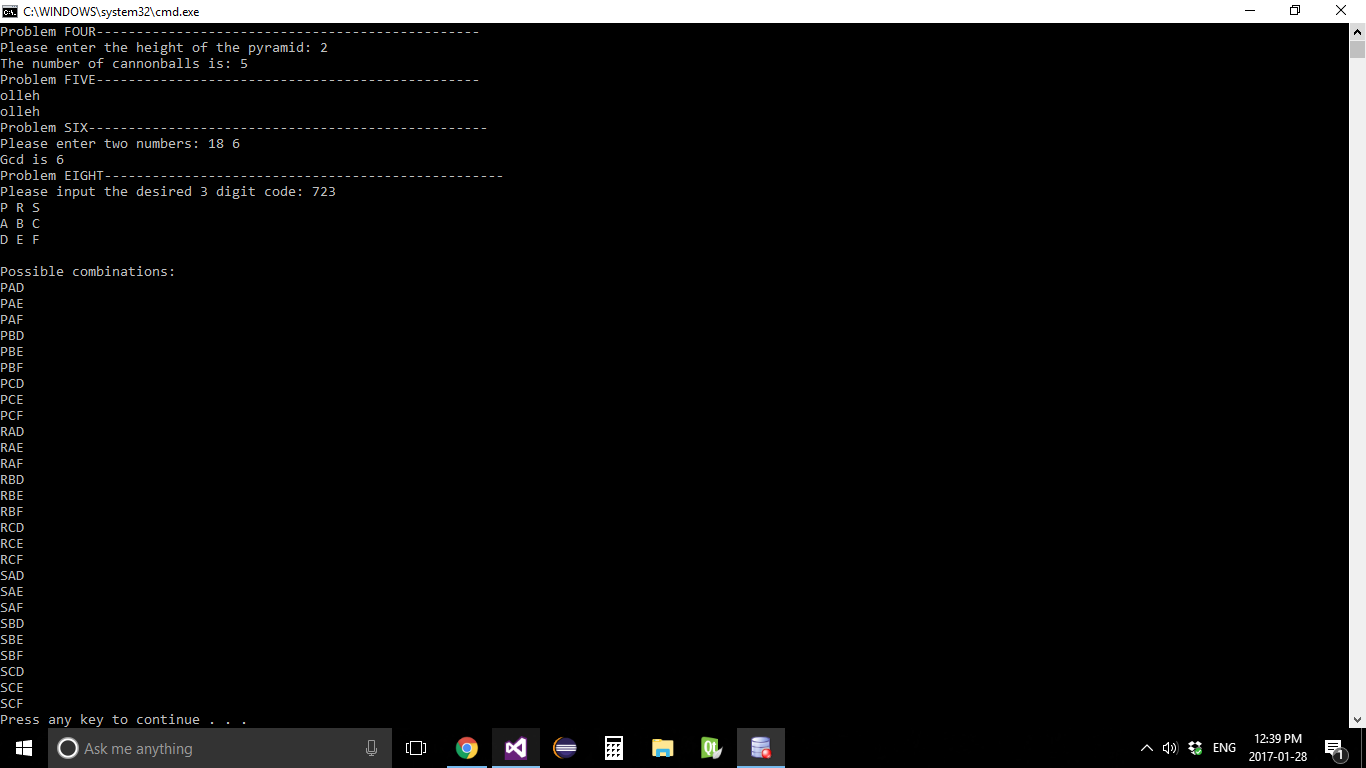 C:\WINDOWS\system32\cmd.exe
Problem FOUR------------------------------------------------
Please enter the height of the pyramid: 2
The number of cannonballs is: 5
Problem FIVE------------------------------------------------
olleh
olleh
Problem SIX--------------------------------------------------
Please enter two numbers: 18 6
Gcd is 6
Problem EIGHT--------------------------------------------------
Please input the desired 3 digit code: 723
P R S
A B C
D E F
Possible combinations:
PAD
PAE
PAF
PBD
PBE
PBF
PCD
PCE
PCF
RAD
RAE
RAF
RBD
RBE
RBF
RCD
RCE
RCF
SAD
SAE
SAF
SBD
SBE
SBF
SCD
SCE
SCF
Press any key to continue . . .
Ask me anything
Qt
ENG
12:39 PM
2017-01-28
1